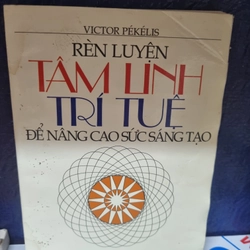 VICTOR PÉKÉLIS
RÈN LUYỆN
TÂM LINH
TRÍ TUỆ
ĐỂ NÂNG CAO SỨC SÁNG TẠO